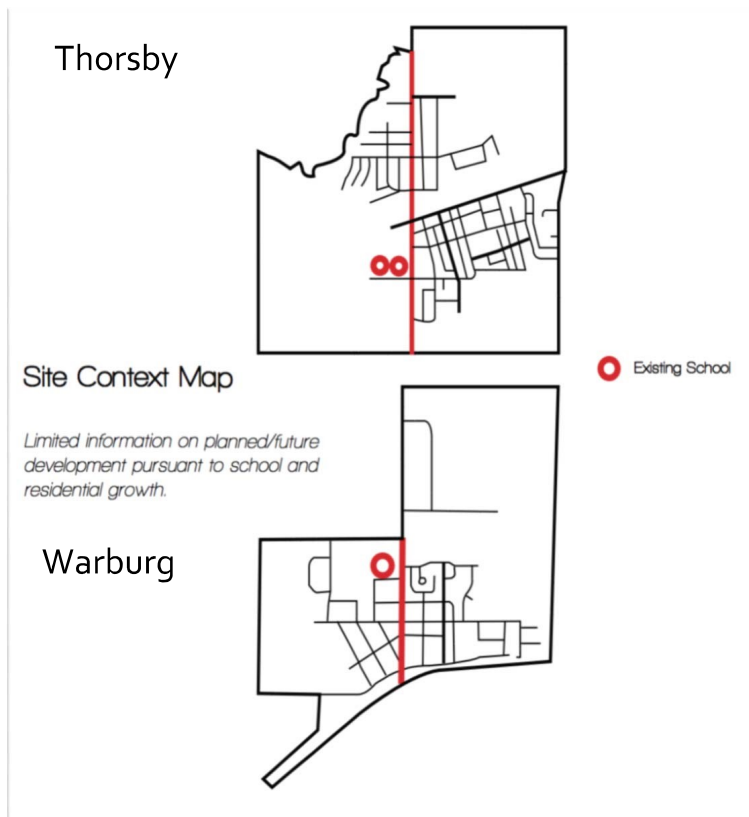 Thorsby
Site Context Map
Existing School
Limited information on planned/future
development pursuant to school and
residential growth.
Warburg